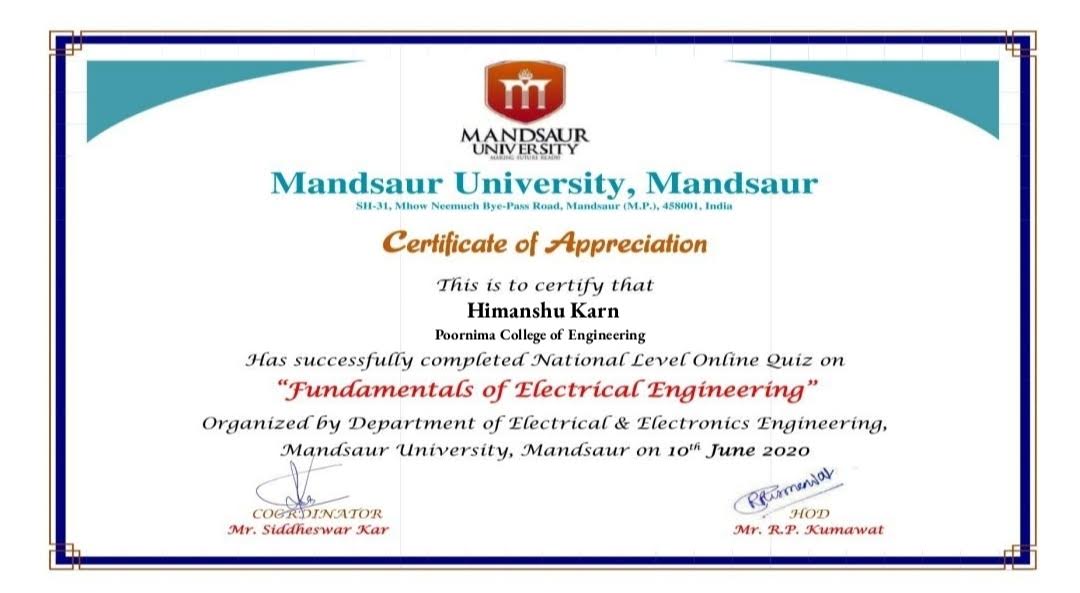 MANDSAUR
UNIVERSITY
MAKING FUTURE READY
Mandsaur University, Mandsaur
SH-31, Mhow Neemuch Bye-Pass Road, Mandsaur (M.P.), 458001, India
Certificate of Appreciation
This is to certify that
Himanshu Karn
Poornima College of Engineering
Has successfully completed National Level Online Quiz on
“Fundamentals of Electrical Engineering”
Organized by Department of Electrical & Electronics Engineering,
Mandsaur University, Mandsaur on 10th June 2020
COORDINATOR
Mr. Siddheswar Kar
HOD
Mr. R.P. Kumawat